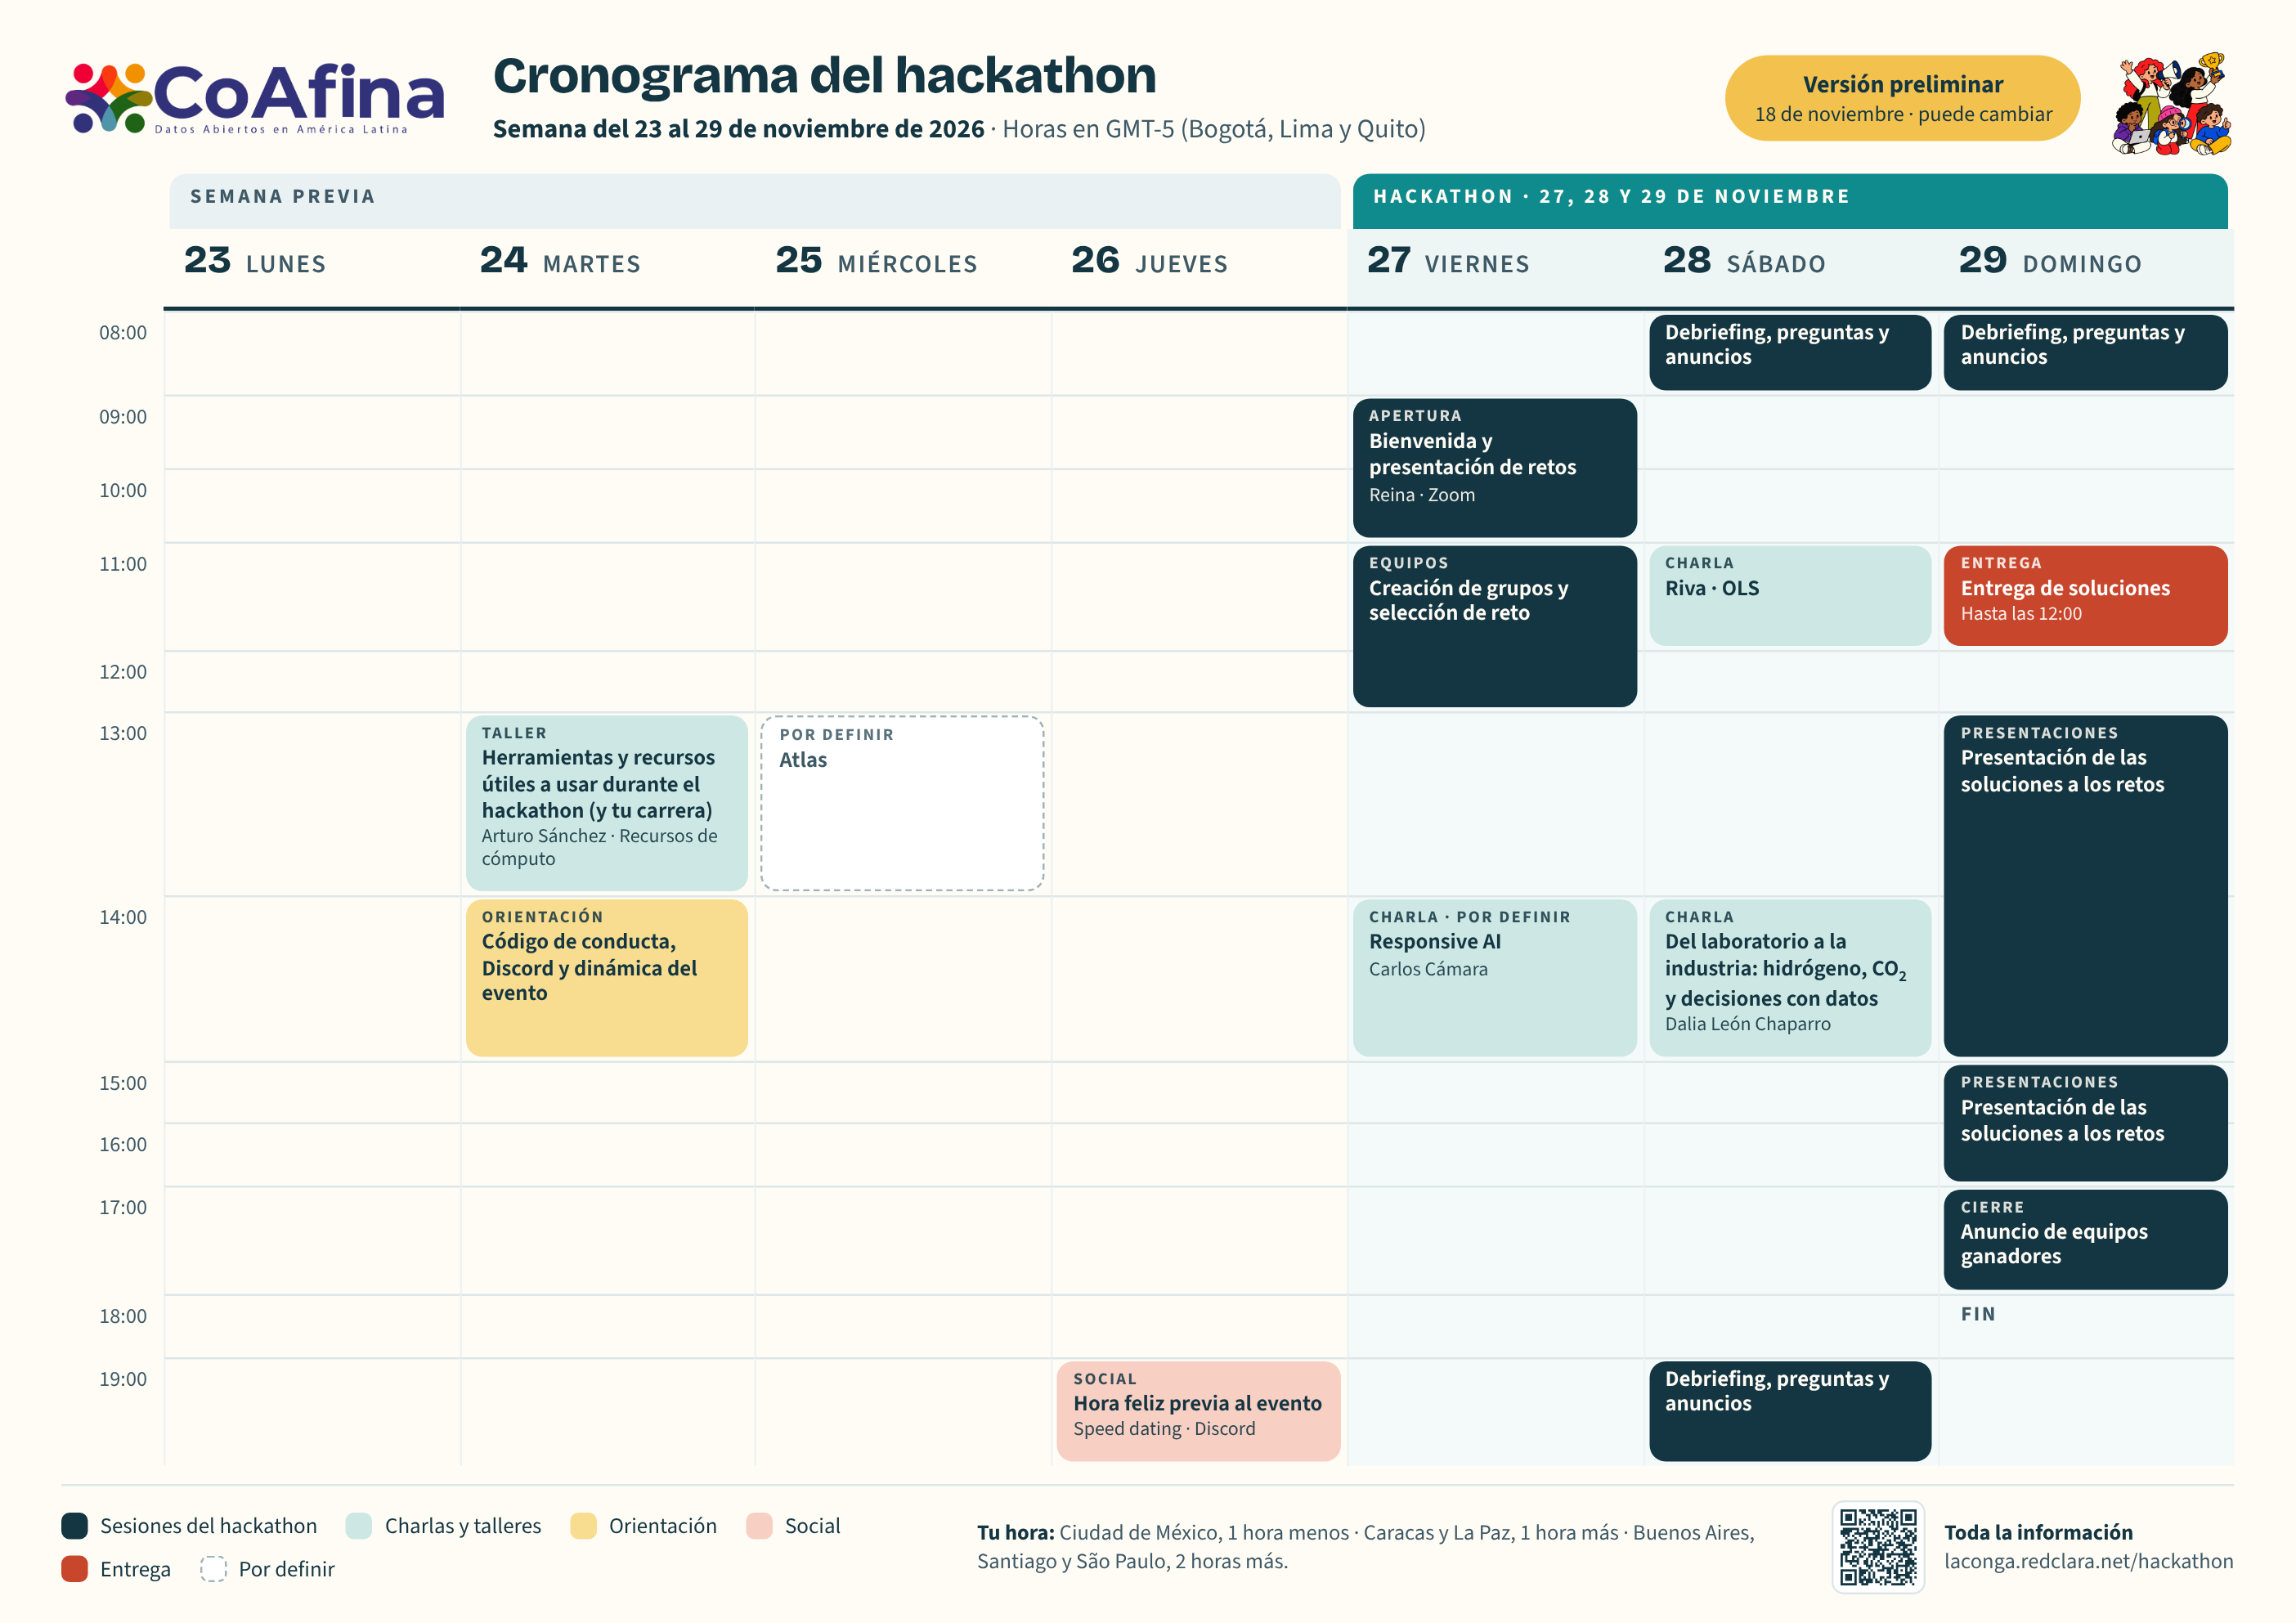 CoAfina
Datos Abiertos en América Latina
Cronograma del hackathon
Semana del 23 al 29 de noviembre de 2026 · Horas en GMT-5 (Bogotá, Lima y Quito)
Versión preliminar
18 de noviembre · puede cambiar
SEMANA PREVIA
HACKATHON · 27, 28 Y 29 DE NOVIEMBRE
23 LUNES
24 MARTES
25 MIÉRCOLES
26 JUEVES
27 VIERNES
28 SÁBADO
29 DOMINGO
08:00
Debriefing, preguntas y
anuncios
Debriefing, preguntas y
anuncios
09:00
APERTURA
Bienvenida y
presentación de retos
Reina · Zoom
10:00
11:00
EQUIPOS
Creación de grupos y
selección de reto
CHARLA
Riva · OLS
ENTREGA
Entrega de soluciones
Hasta las 12:00
12:00
13:00
TALLER
Herramientas y recursos
útiles a usar durante el
hackathon (y tu carrera)
Arturo Sánchez · Recursos de
cómputo
POR DEFINIR
Atlas
PRESENTACIONES
Presentación de las
soluciones a los retos
14:00
ORIENTACIÓN
Código de conducta,
Discord y dinámica del
evento
CHARLA · POR DEFINIR
Responsive AI
Carlos Cámara
CHARLA
Del laboratorio a la
industria: hidrógeno, CO₂
y decisiones con datos
Dalia León Chaparro
15:00
PRESENTACIONES
Presentación de las
soluciones a los retos
16:00
17:00
CIERRE
Anuncio de equipos
ganadores
18:00
FIN
19:00
SOCIAL
Hora feliz previa al evento
Speed dating · Discord
Debriefing, preguntas y
anuncios
Sesiones del hackathon
Charlas y talleres
Orientación
Social
Entrega
Por definir
Tu hora: Ciudad de México, 1 hora menos · Caracas y La Paz, 1 hora más · Buenos Aires,
Santiago y São Paulo, 2 horas más.
Toda la información
laconga.redclara.net/hackathon